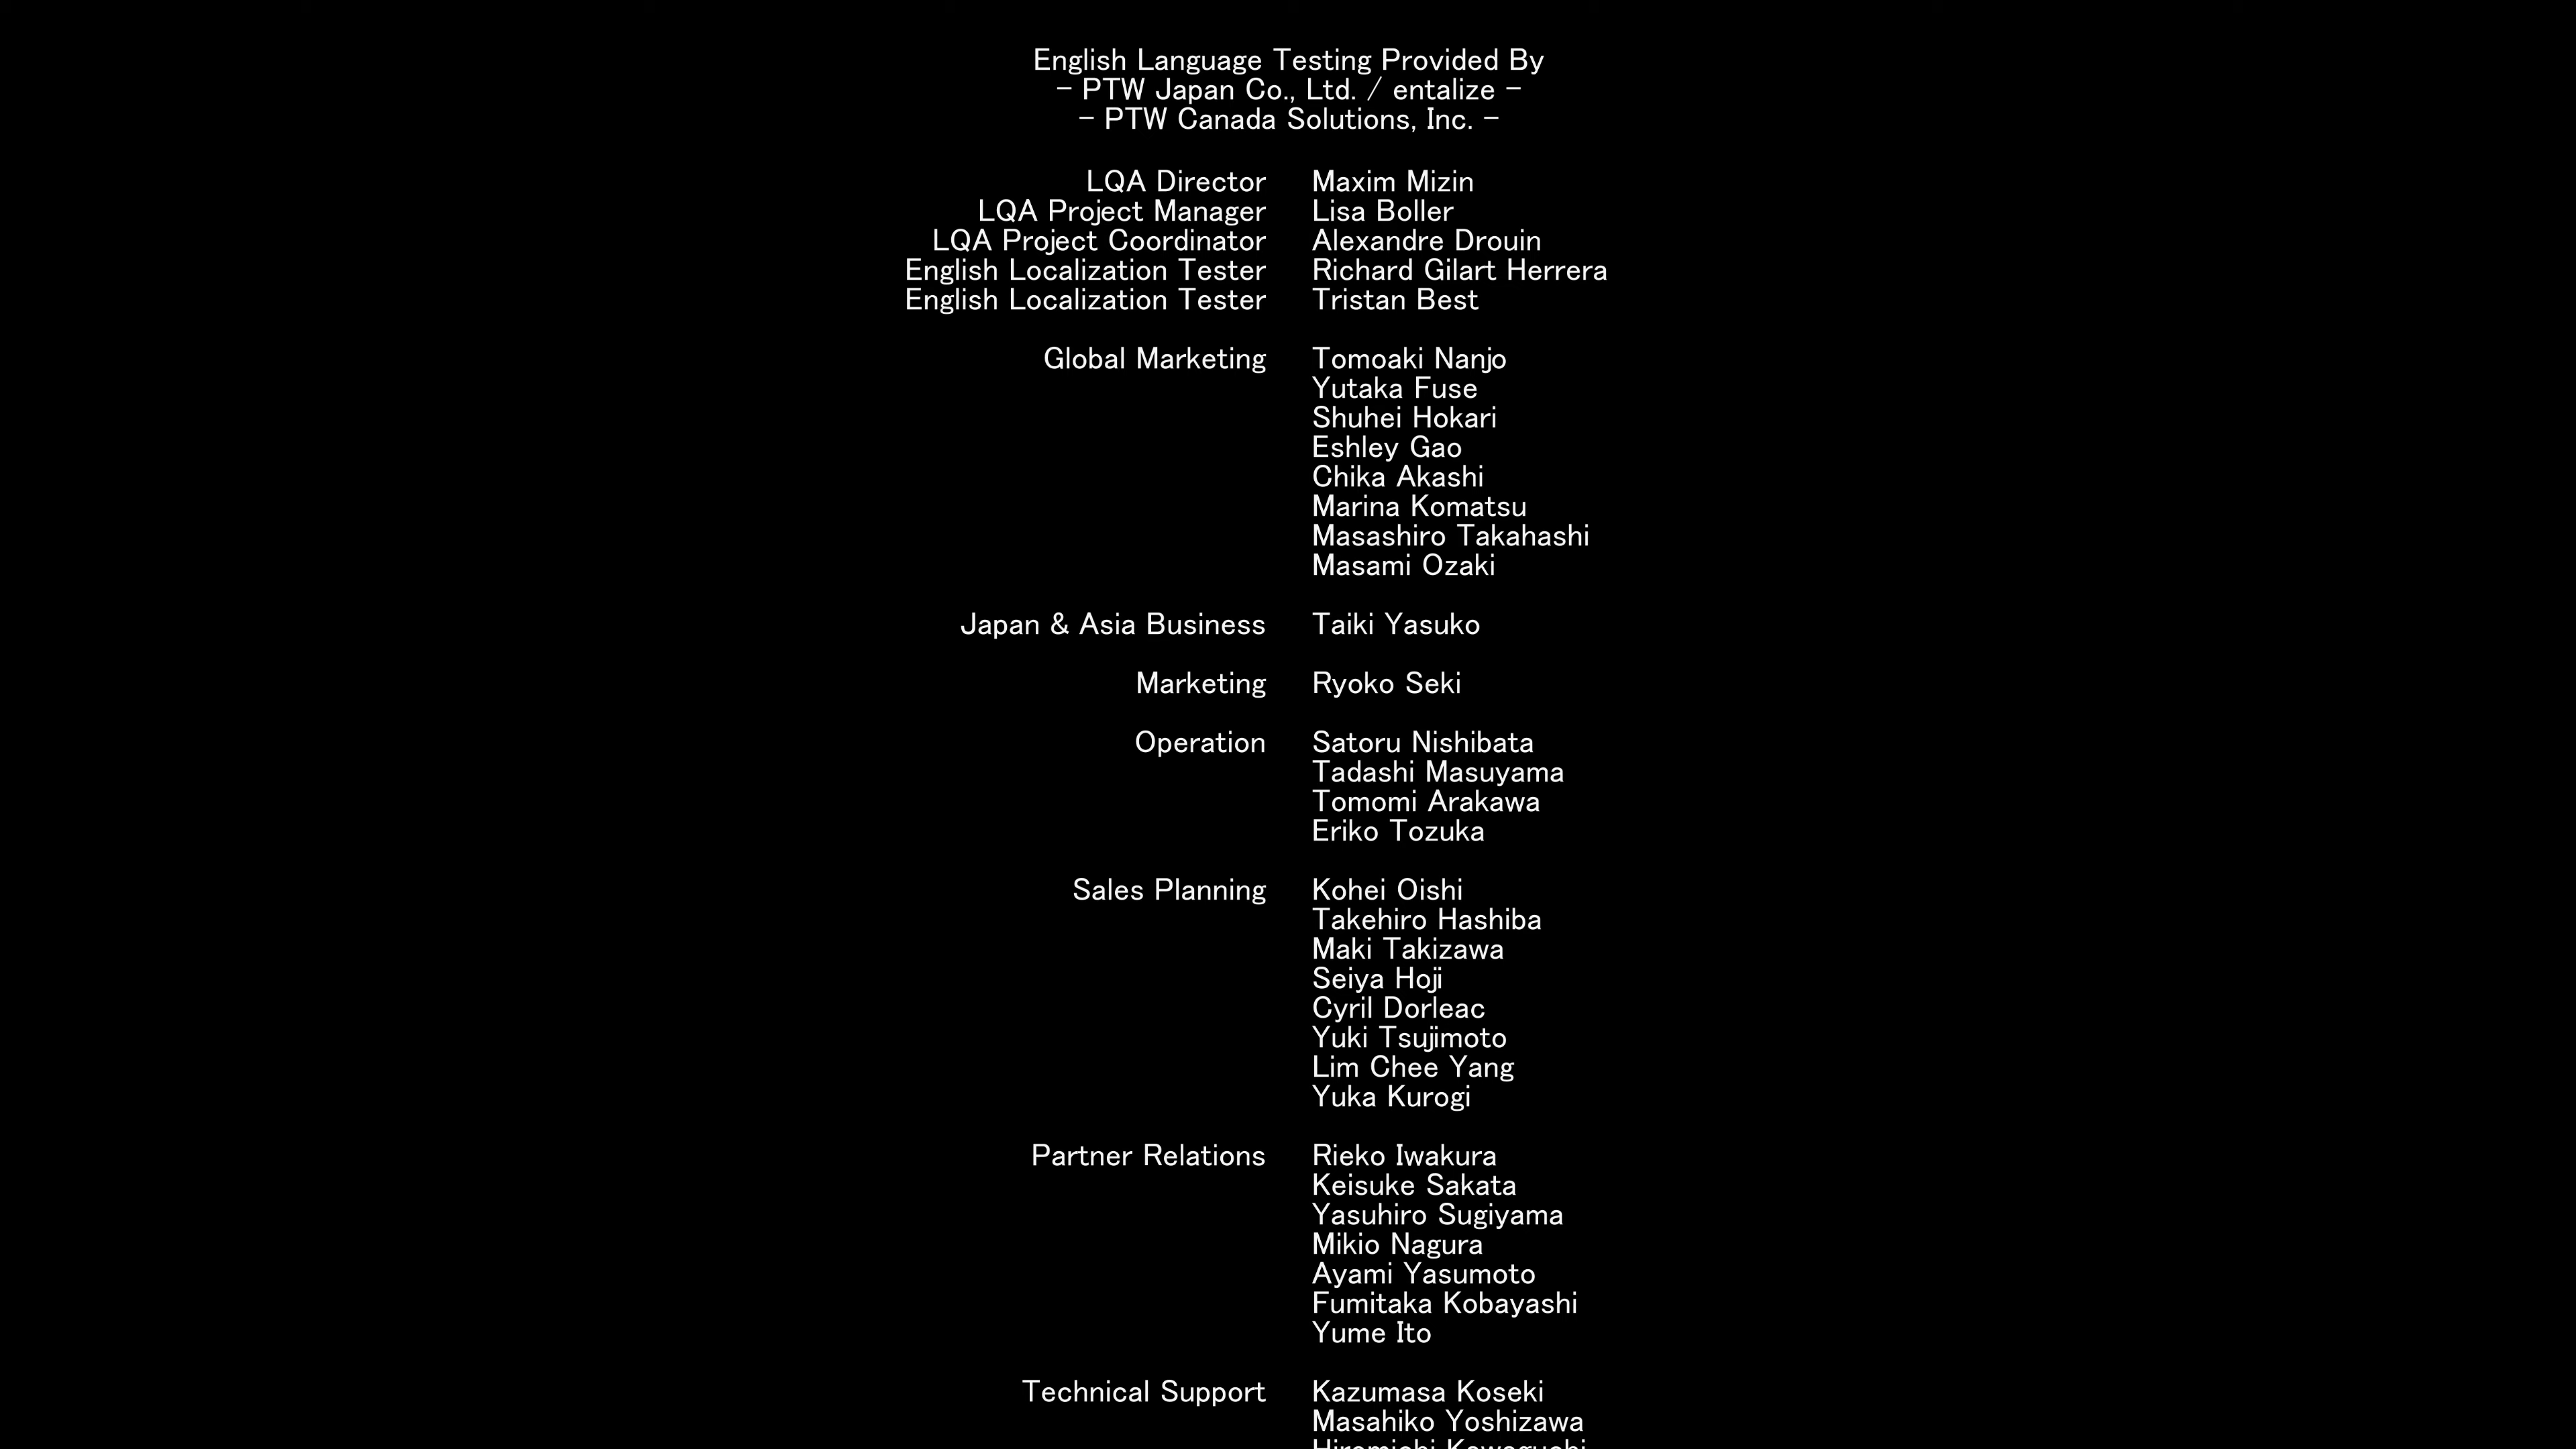 English Language Testing Provided By
- PTW Japan Co., Ltd. / entalize -
- PTW Canada Solutions, Inc. -
LQA Director Maxim Mizin
LQA Project Manager Lisa Boller
LQA Project Coordinator Alexandre Drouin
English Localization Tester Richard Gilart Herrera
English Localization Tester Tristan Best
Global Marketing Tomoaki Nanjo
Yutaka Fuse
Shuhei Hokari
Eshley Gao
Chika Akashi
Marina Komatsu
Masashiro Takahashi
Masami Ozaki
Japan & Asia Business Taiki Yasuko
Marketing Ryoko Seki
Operation Satoru Nishibata
Tadashi Masuyama
Tomomi Arakawa
Eriko Tozuka
Sales Planning Kohei Oishi
Takehiro Hashiba
Maki Takizawa
Seiya Hoji
Cyril Dorleac
Yuki Tsujimoto
Lim Chee Yang
Yuka Kurogi
Partner Relations Rieko Iwakura
Keisuke Sakata
Yasuhiro Sugiyama
Mikio Nagura
Ayami Yasumoto
Fumitaka Kobayashi
Yume Ito
Technical Support Kazumasa Koseki
Masahiko Yoshizawa